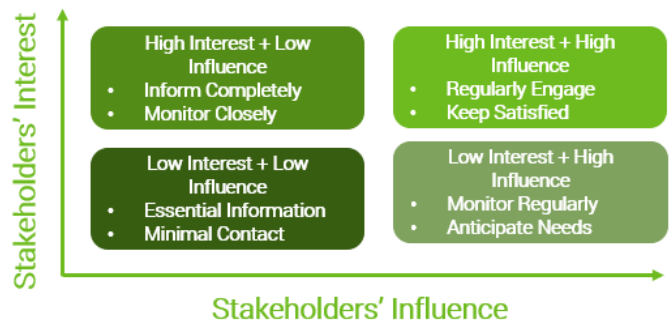 Stakeholders' Interest
High Interest + Low
Influence
• Inform Completely
• Monitor Closely
High Interest + High
Influence
• Regularly Engage
• Keep Satisfied
Low Interest + Low
Influence
• Essential Information
• Minimal Contact
Low Interest + High
Influence
• Monitor Regularly
• Anticipate Needs
Stakeholders' Influence